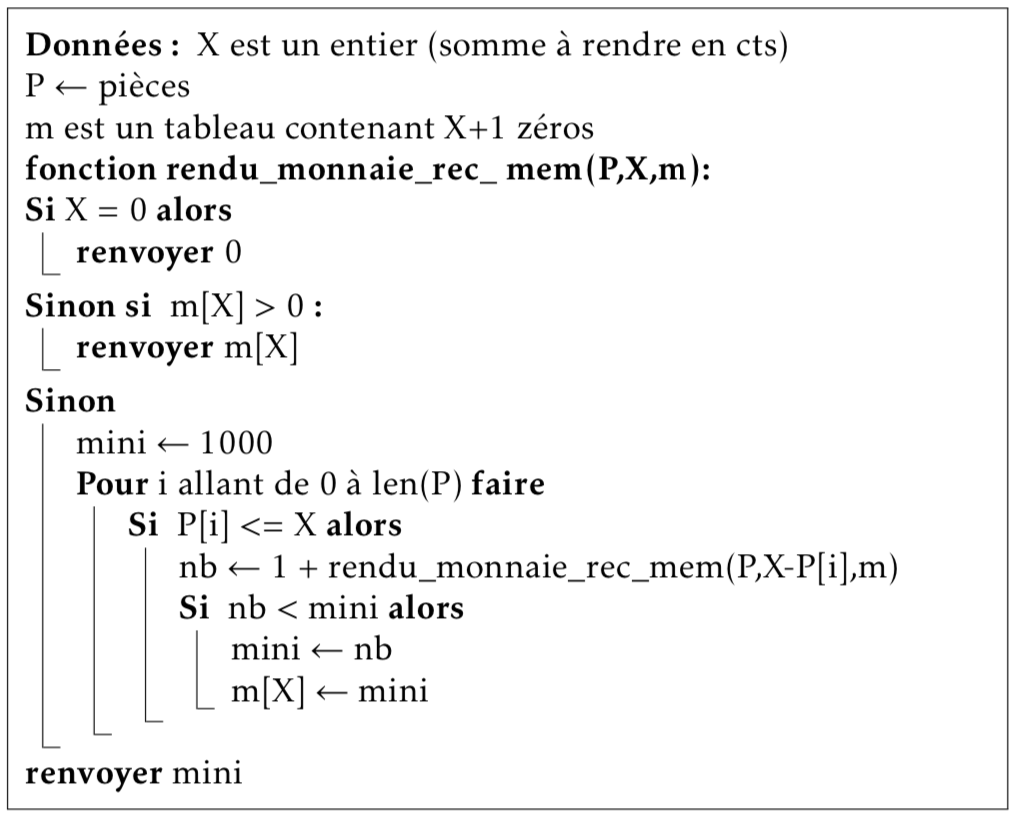 Données : X est un entier (somme à rendre en cts)
P ← pièces
m est un tableau contenant X+1 zéros
fonction rendu_monnaie_rec_ mem(P,X,m):
Si X = 0 alors
renvoyer 0
Sinon si m[X] > 0 :
renvoyer m[X]
Sinon
mini ← 1000
Pour i allant de 0 à len(P) faire
Si P[i] <= X alors
nb ← 1 + rendu_monnaie_rec_mem(P,X-P[i],m)
Si nb < mini alors
mini ← nb
m[X] ← mini
renvoyer mini